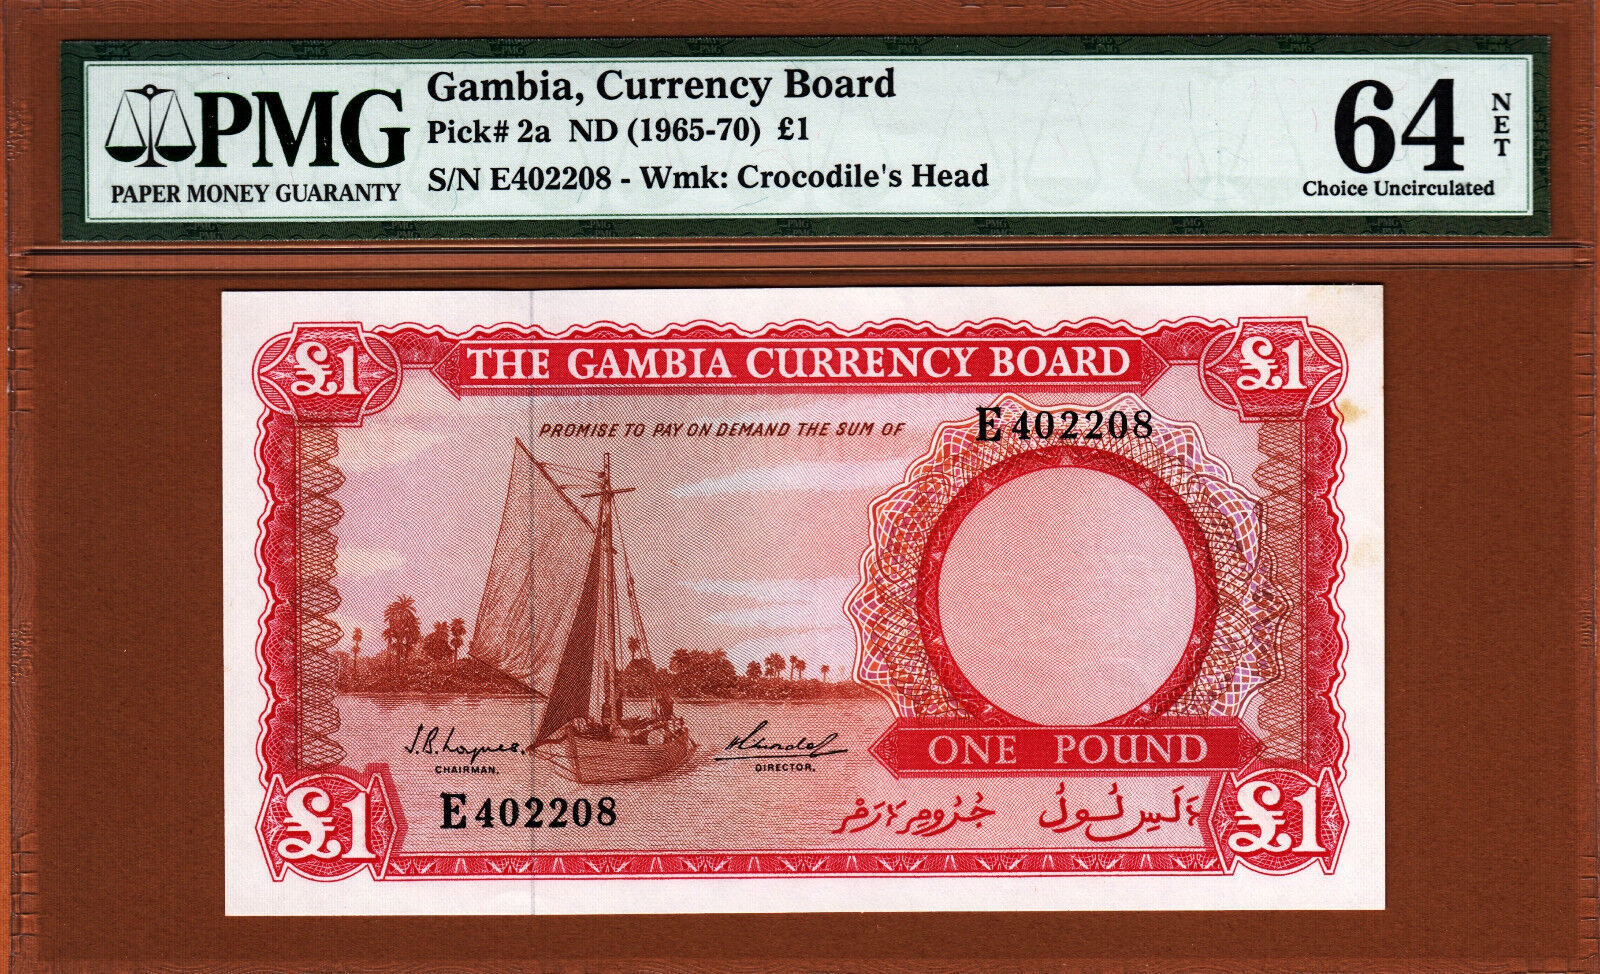 PMG
PAPER MONEY GUARANTY
Gambia, Currency Board
Pick# 2a ND (1965-70) £1
S/N E402208 - Wmk: Crocodile's Head
64
NET
Choice Uncirculated
£1
THE GAMBIA CURRENCY BOARD
£1
PROMISE TO PAY ON DEMAND THE SUM OF
E402208
CHAIRMAN.
DIRECTOR.
ONE POUND
£1
E402208
£1